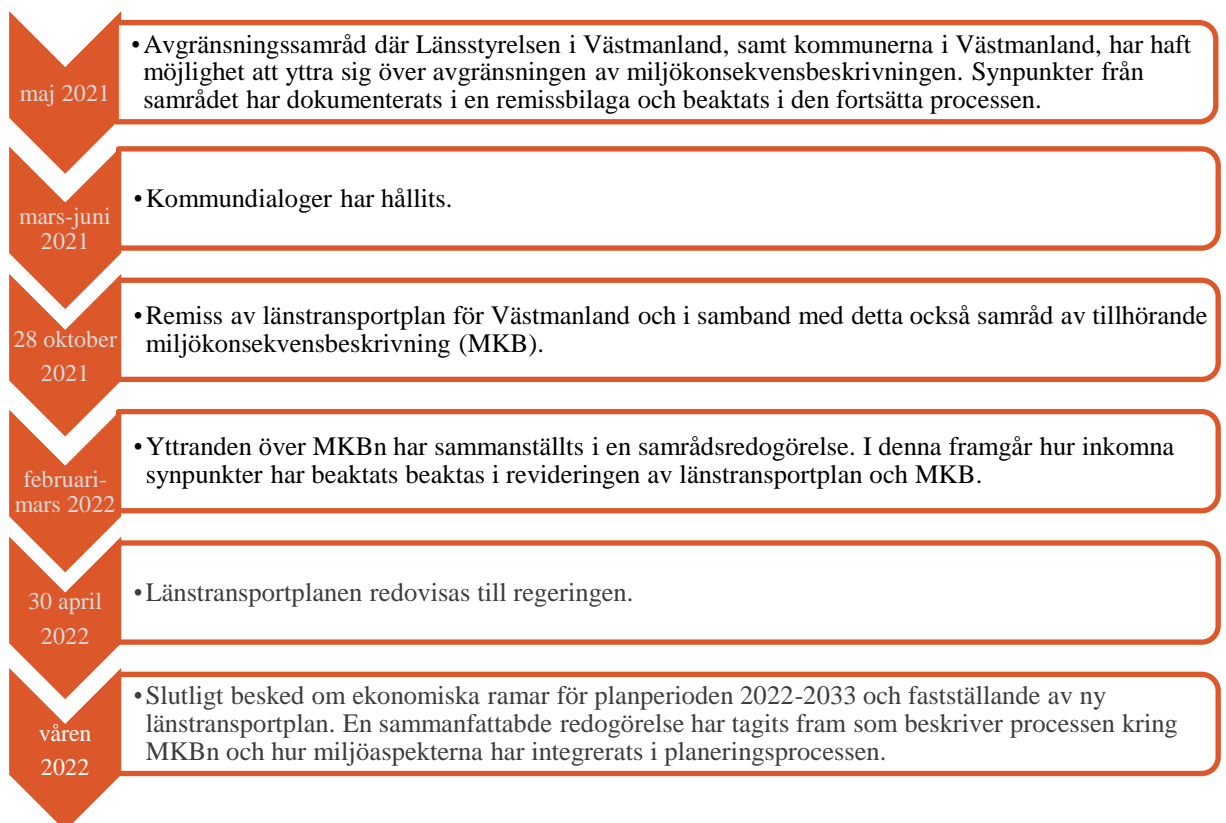 maj 2021
•Avgränsningssamråd där Länsstyrelsen i Västmanland, samt kommunerna i Västmanland, har haft
möjlighet att yttra sig över avgränsningen av miljökonsekvensbeskrivningen. Synpunkter från
samrådet har dokumenterats i en remissbilaga och beaktats i den fortsätta processen.
mars-juni
2021
•Kommundialoger har hållits.
28 oktober
2021
•Remiss av länstransportplan för Västmanland och i samband med detta också samråd av tillhörande
miljökonsekvensbeskrivning (MKB).
februari-
mars 2022
•Yttranden över MKBn har sammanställts i en samrådsredogörelse. I denna framgår hur inkomna
synpunkter har beaktats beaktas i revideringen av länstransportplan och MKB.
30 april
2022
•Länstransportplanen redovisas till regeringen.
våren
2022
•Slutligt besked om ekonomiska ramar för planperioden 2022-2033 och fastställande av ny
länstransportplan. En sammanfattabde redogörelse har tagits fram som beskriver processen kring
MKBn och hur miljöaspekterna har integrerats i planeringsprocessen.